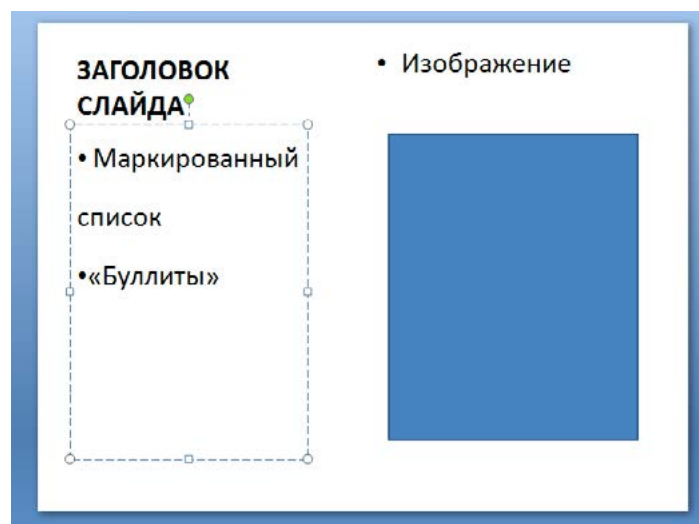 ЗАГОЛОВОК
СЛАЙДА
• Маркированный
список
•«Буллиты»
• Изображение